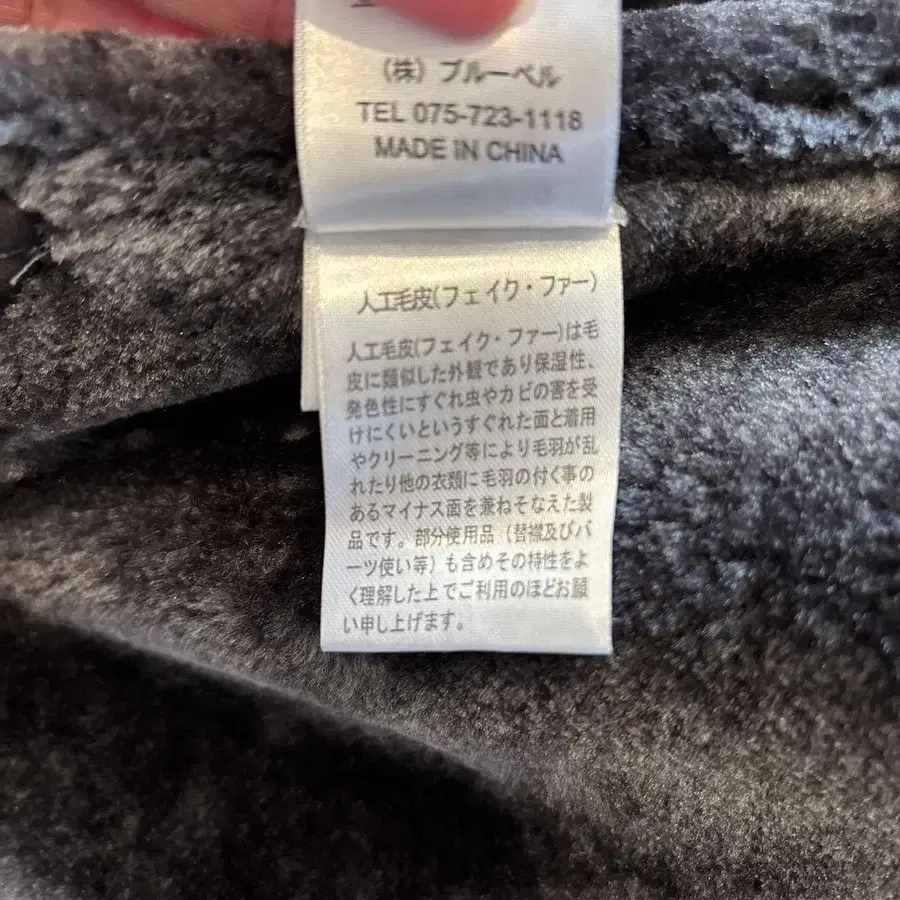 (株) ブルーベル
TEL 075-723-1118
MADE IN CHINA
人工毛皮(フェイク・ファー)
人工毛皮(フェイク・ファー)は毛
皮に類似した外観であり保湿性、
発色性にすぐれ虫やカビの害を受
けにくいというすぐれた面と着用
やクリーニング等により毛羽が乱
れたり他の衣類に毛羽の付く事の
あるマイナス面を兼ねそなえた製
品です。部分使用品（替襟及びパ
ーツ使い等）も含めその特性をよ
く理解した上でご利用のほどお願
い申し上げます。